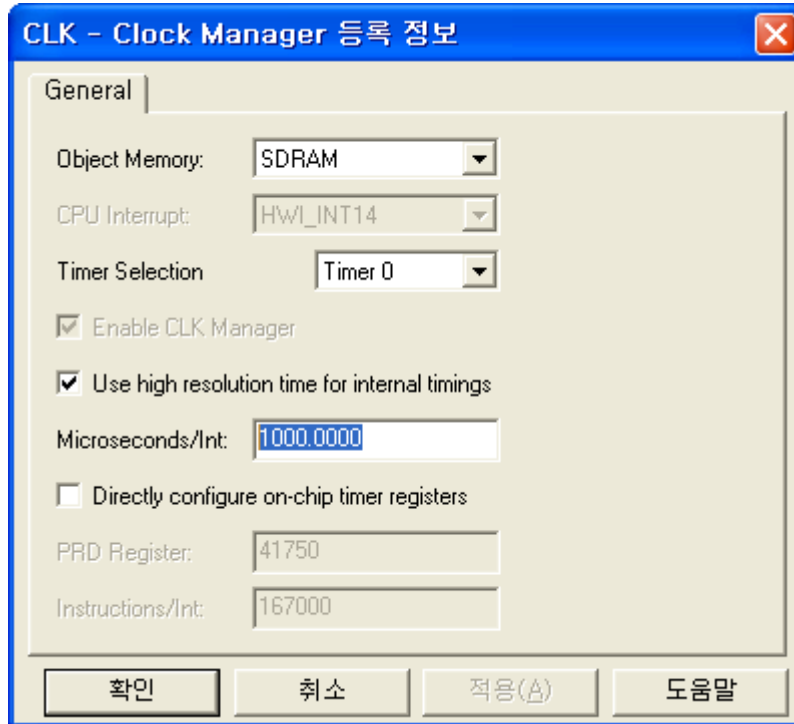 CLK - Clock Manager 등록 정보
General
Object Memory: SDRAM
CPU Interrupt: HWI_INT14
Timer Selection Timer 0
Enable CLK Manager
Use high resolution time for internal timings
Microseconds/Int: 1000.0000
Directly configure on-chip timer registers
PRD Register: 41750
Instructions/Int: 167000
확인 취소 적용(A) 도움말